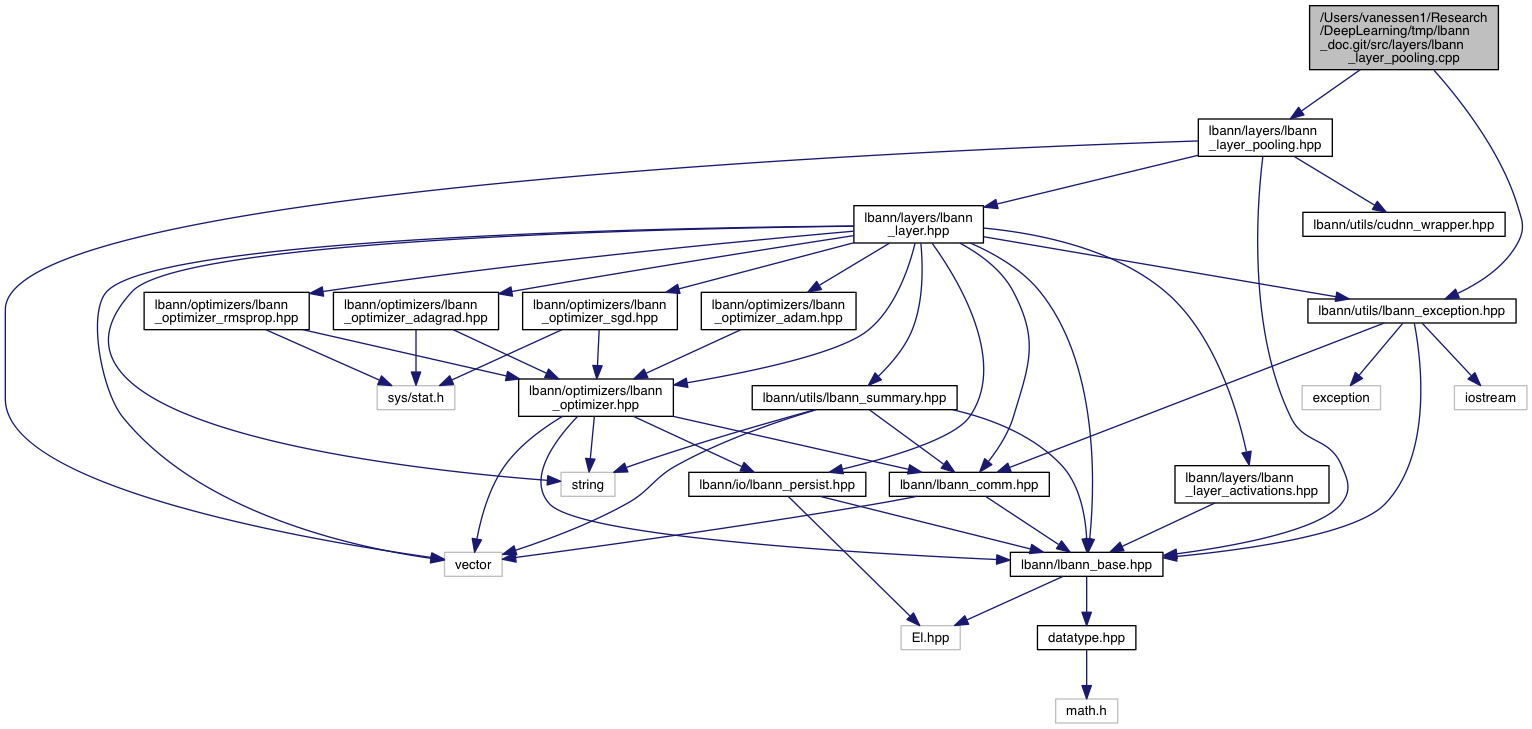 /Users/vanessen1/Research
/DeepLearning/tmp/lbann
_doc.git/src/layers/lbann
_layer_pooling.cpp
lbann/layers/lbann
_layer_pooling.hpp
lbann/layers/lbann
_layer.hpp
lbann/utils/cudnn_wrapper.hpp
lbann/optimizers/lbann
_optimizer_rmsprop.hpp
lbann/optimizers/lbann
_optimizer_adagrad.hpp
lbann/optimizers/lbann
_optimizer_sgd.hpp
lbann/optimizers/lbann
_optimizer_adam.hpp
lbann/utils/lbann_exception.hpp
sys/stat.h
lbann/optimizers/lbann
_optimizer.hpp
lbann/utils/lbann_summary.hpp
exception
iostream
string
lbann/io/lbann_persist.hpp
lbann/lbann_comm.hpp
lbann/layers/lbann
_layer_activations.hpp
vector
lbann/lbann_base.hpp
El.hpp
datatype.hpp
math.h